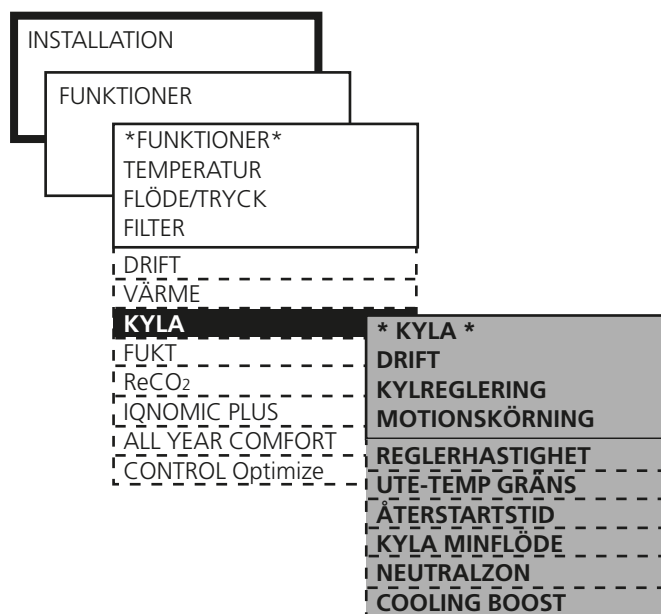 INSTALLATION
FUNKTIONER
*FUNKTIONER*
TEMPERATUR
FLÖDE/TRYCK
FILTER
DRIFT
VÄRME
KYLA
FUKT
ReCO2
IQNOMIC PLUS
ALL YEAR COMFORT
CONTROL Optimize
* KYLA *
DRIFT
KYLREGLERING
MOTIONSKÖRNING
REGLERHASTIGHET
UTE-TEMP GRÄNS
ÅTERSTARTSTID
KYLA MINFLÖDE
NEUTRALZON
COOLING BOOST